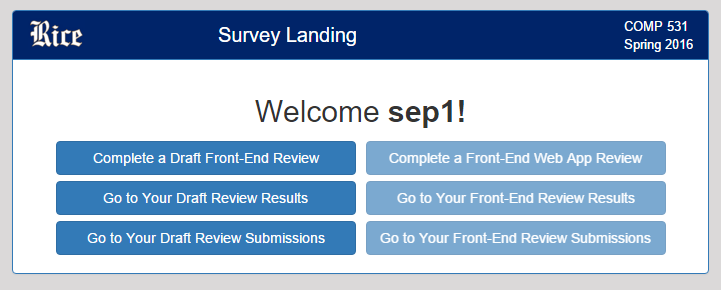 Rice
Survey Landing
COMP 531
Spring 2016
Welcome sep1!
Complete a Draft Front-End Review
Complete a Front-End Web App Review
Go to Your Draft Review Results
Go to Your Front-End Review Results
Go to Your Draft Review Submissions
Go to Your Front-End Review Submissions